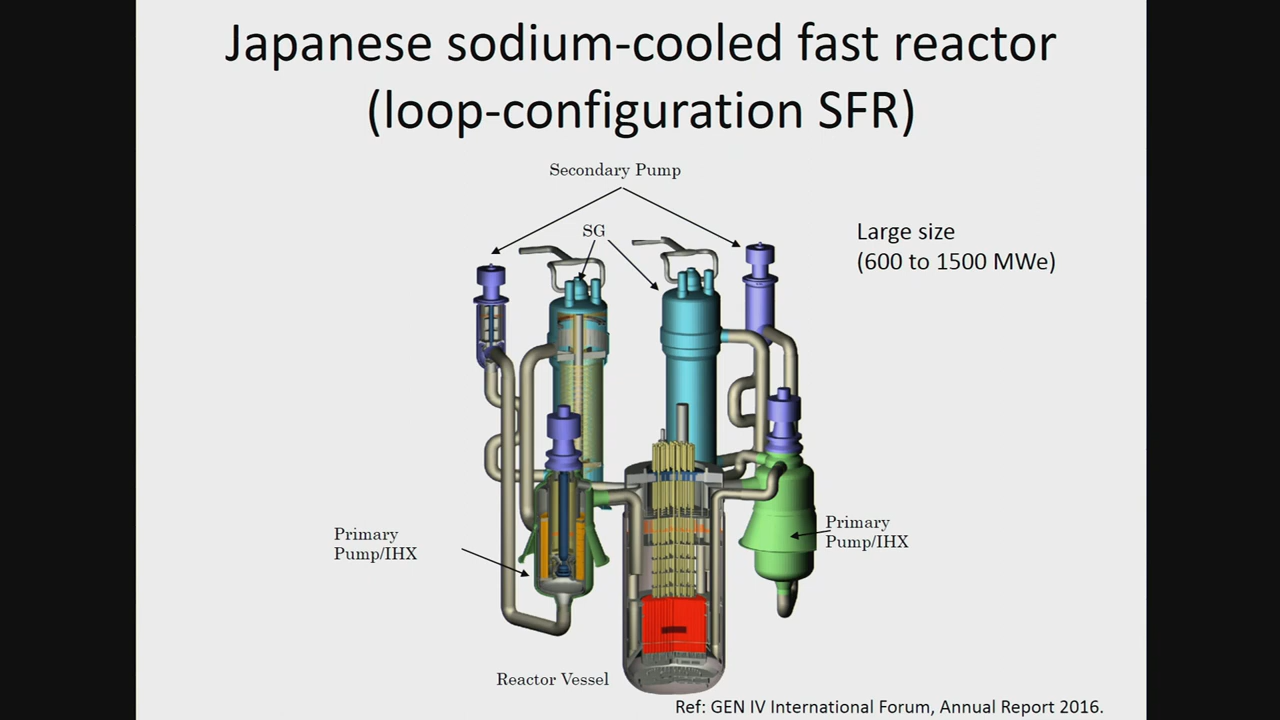 Japanese sodium-cooled fast reactor
(loop-configuration SFR)
Secondary Pump
SG
Large size
(600 to 1500 MWe)
Primary
Pump/IHX
Primary
Pump/IHX
Reactor Vessel
Ref: GEN IV International Forum, Annual Report 2016.